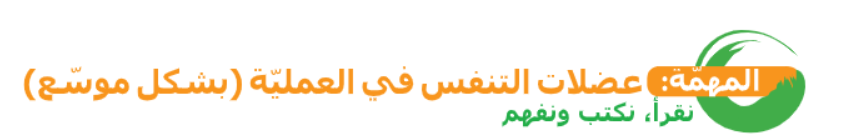 المهمّة: عضلات التنفس في العمليّة (بشكل موسّع)
نقرأ، نكتب ونفهم